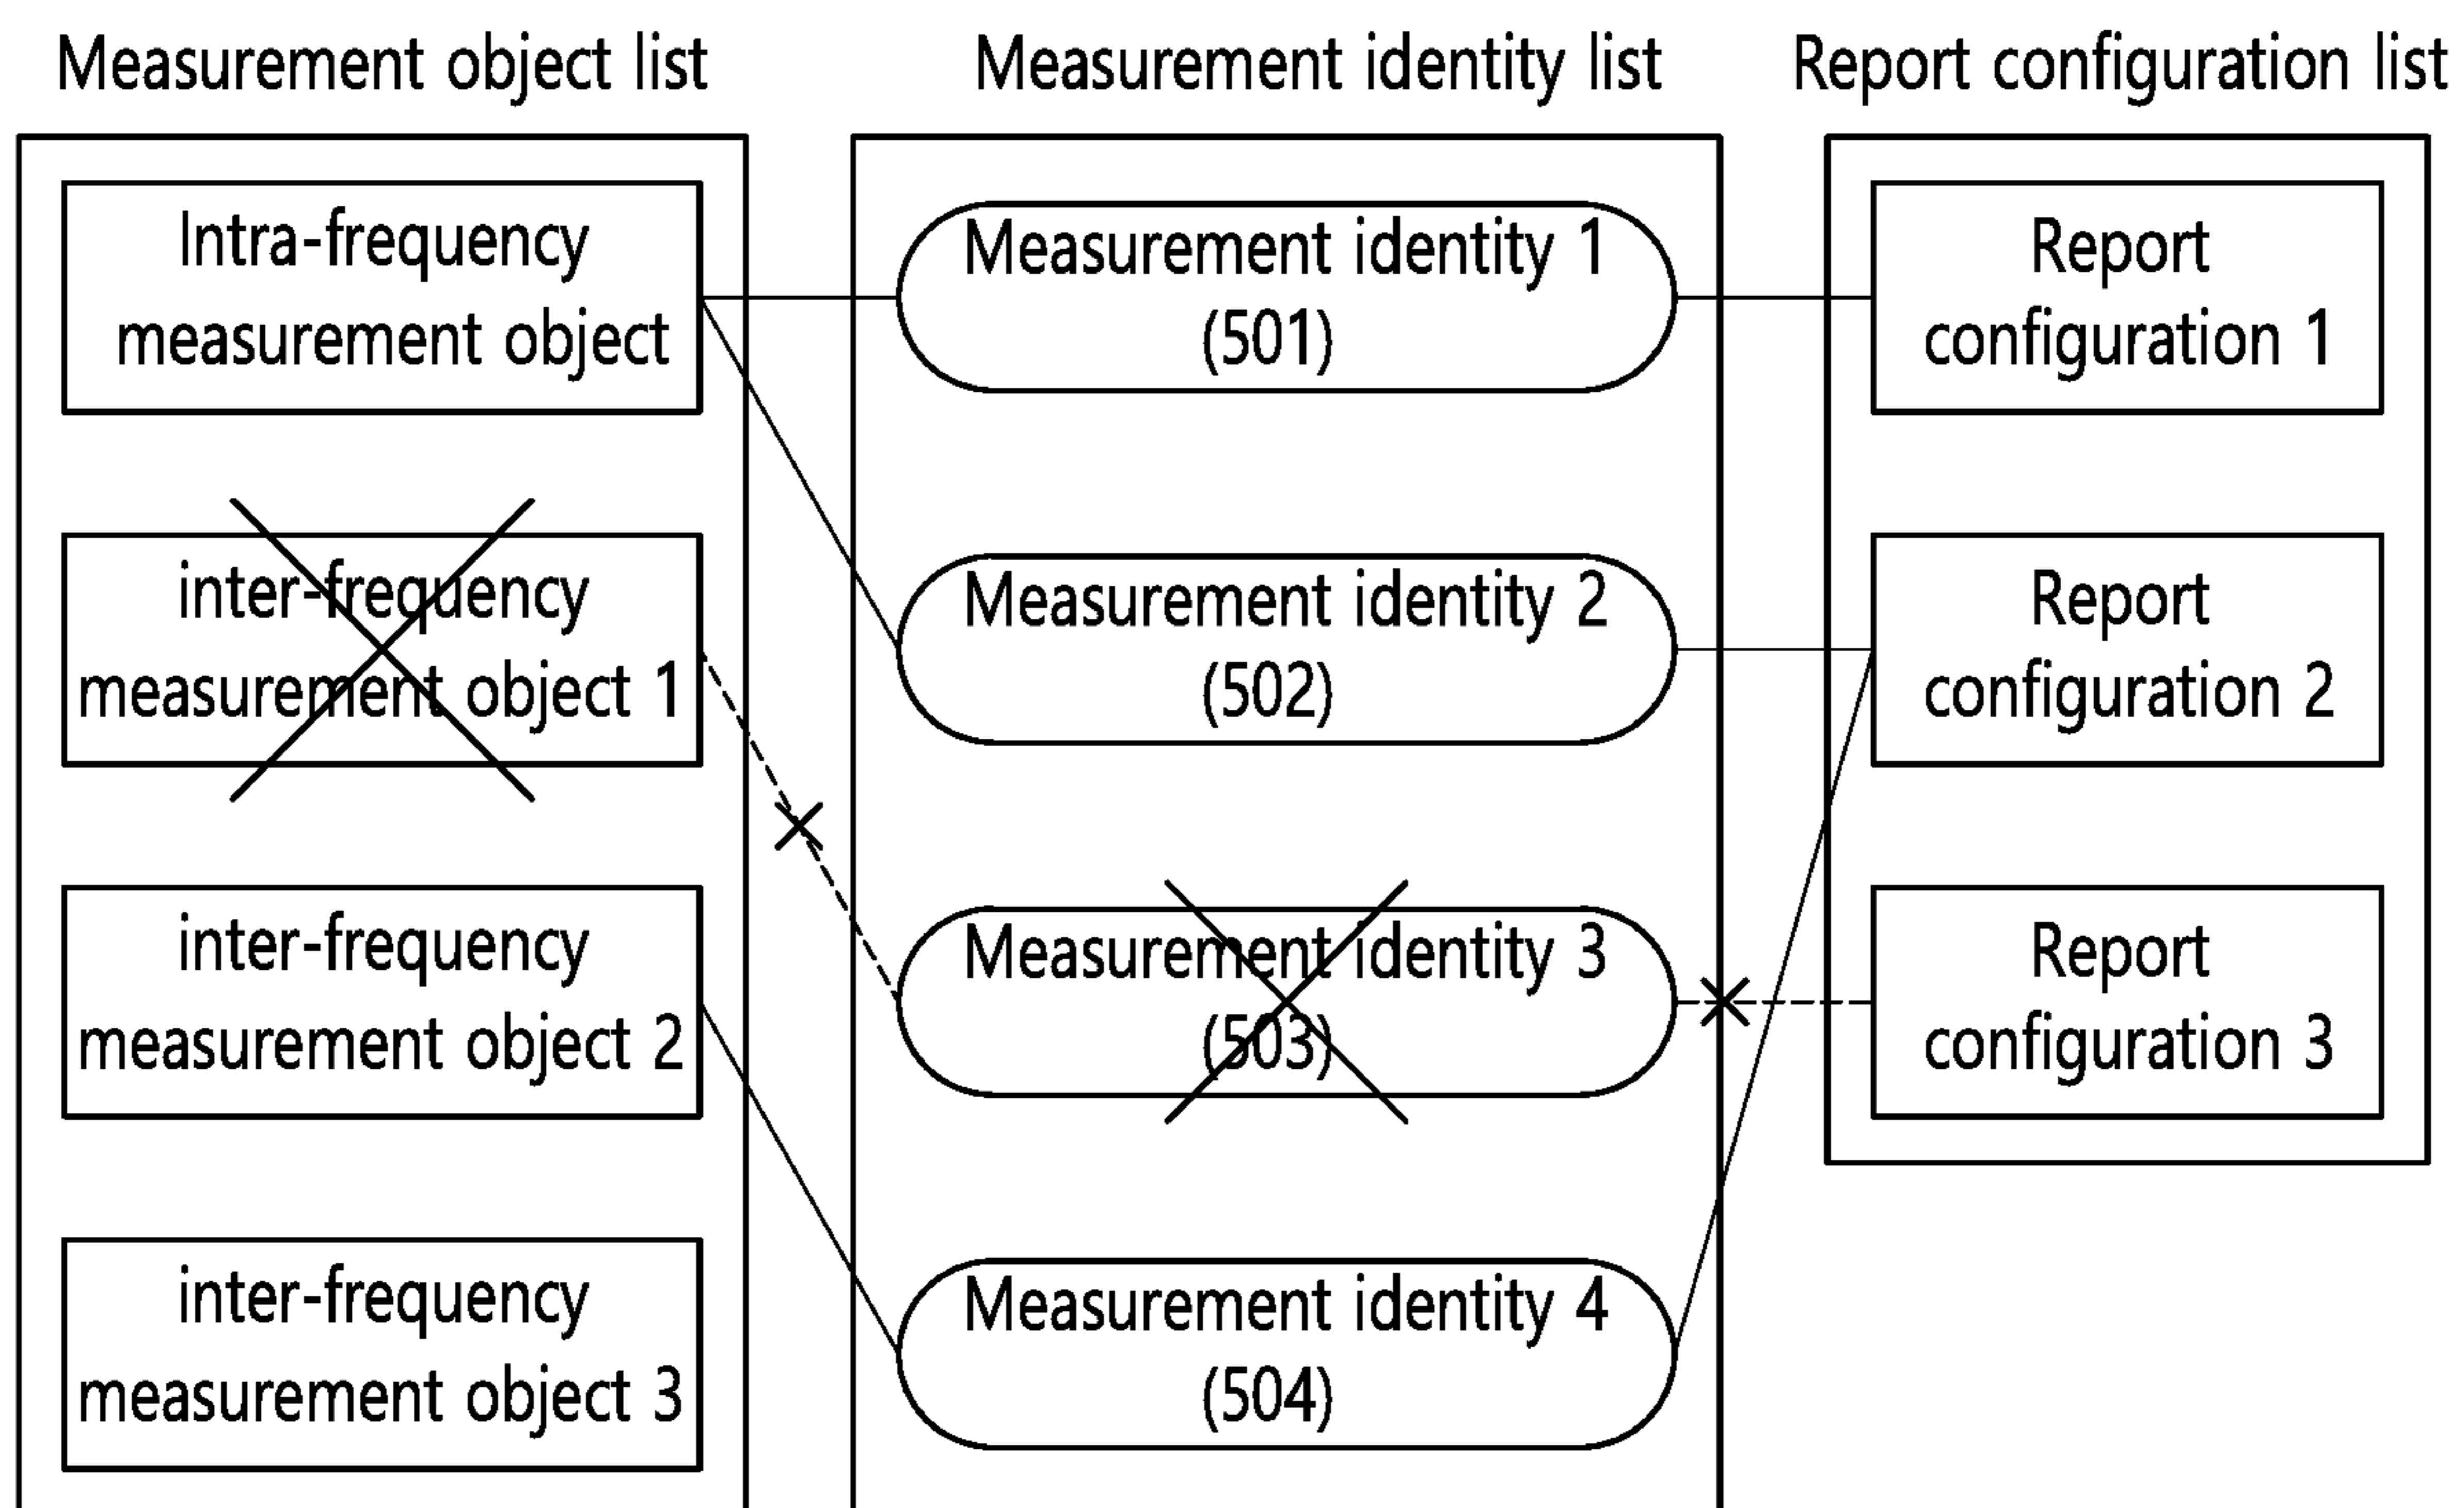 Measurement object list
Measurement identity list
Report configuration list
Intra-frequency
measurement object
inter-frequency
measurement object 1
inter-frequency
measurement object 2
inter-frequency
measurement object 3
Measurement identity 1
(501)
Measurement identity 2
(502)
Measurement identity 3
(503)
Measurement identity 4
(504)
Report
configuration 1
Report
configuration 2
Report
configuration 3